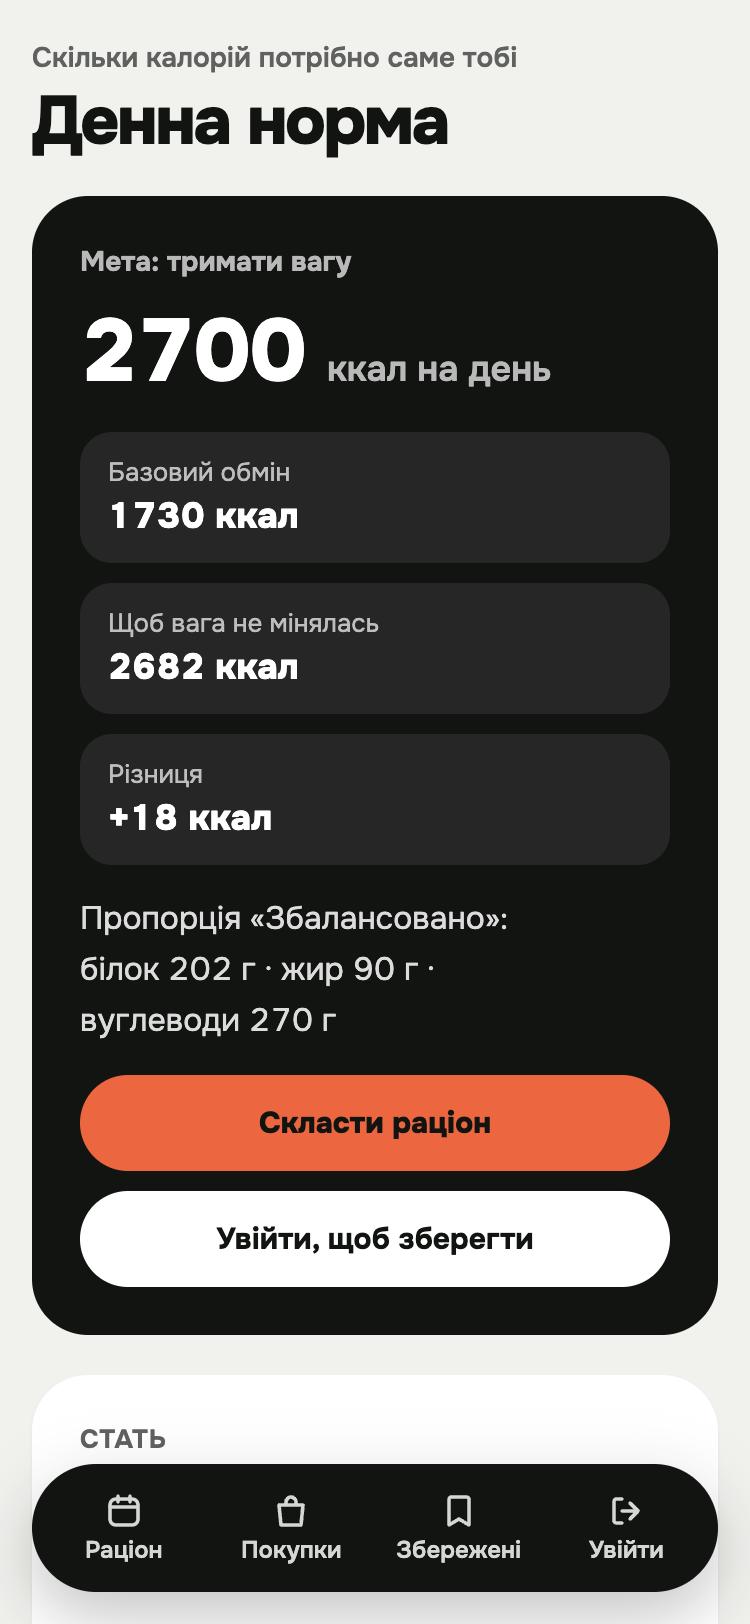 Скільки калорій потрібно саме тобі
Денна норма
Мета: тримати вагу
2700 ккал на день
Базовий обмін
1730 ккал
Щоб вага не мінялась
2682 ккал
Різниця
+18 ккал
Пропорція «Збалансовано»:
білок 202 г · жир 90 г ·
вуглеводи 270 г
Скласти раціон
Увійти, щоб зберегти
СТАТЬ
Раціон
Покупки
Збережені
Увійти